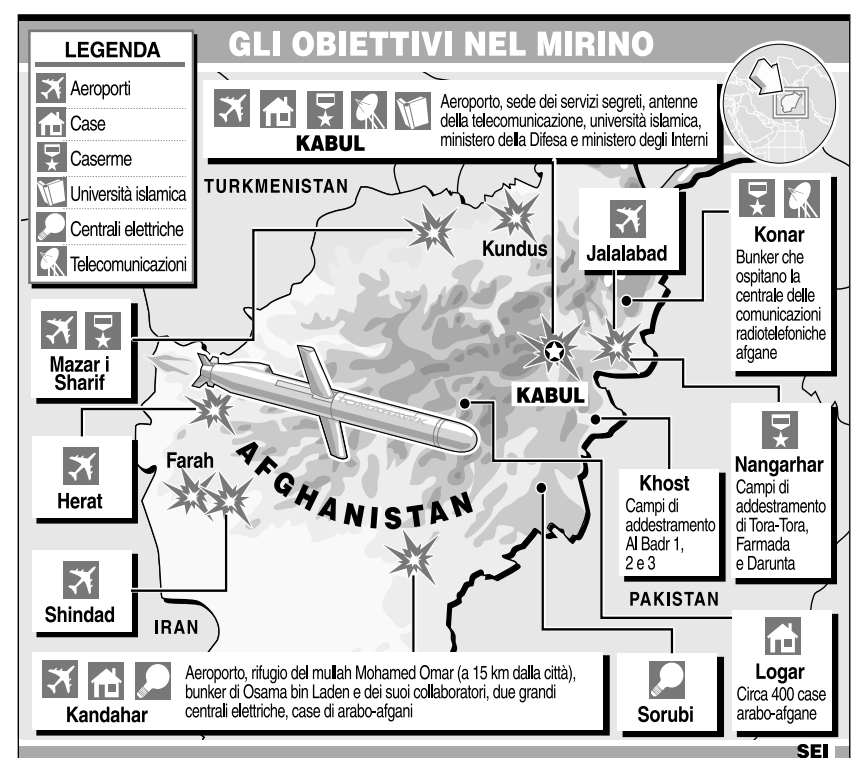 GLI OBIETTIVI NEL MIRINO
LEGENDA
Aeroporti
Case
Caserme
Università islamica
Centrali elettriche
Telecomunicazioni
Aeroporto, sede dei servizi segreti, antenne
della telecomunicazione, università islamica,
ministero della Difesa e ministero degli Interni
KABUL
TURKMENISTAN
Kundus
Jalalabad
Konar
Bunker che
ospitano la
centrale delle
comunicazioni
radiotelefoniche
afgane
Mazar i
Sharif
KABUL
Herat
Farah
AFGHANISTAN
Khost
Campi di
addestramento
Al Badr 1,
2 e 3
Nangarhar
Campi di
addestramento
di Tora-Tora,
Farmada
e Darunta
Shindad
IRAN
PAKISTAN
Kandahar
Aeroporto, rifugio del mullah Mohamed Omar (a 15 km dalla città),
bunker di Osama bin Laden e dei suoi collaboratori, due grandi
centrali elettriche, case di arabo-afgani
Sorubi
Logar
Circa 400 case
arabo-afgane
SEI